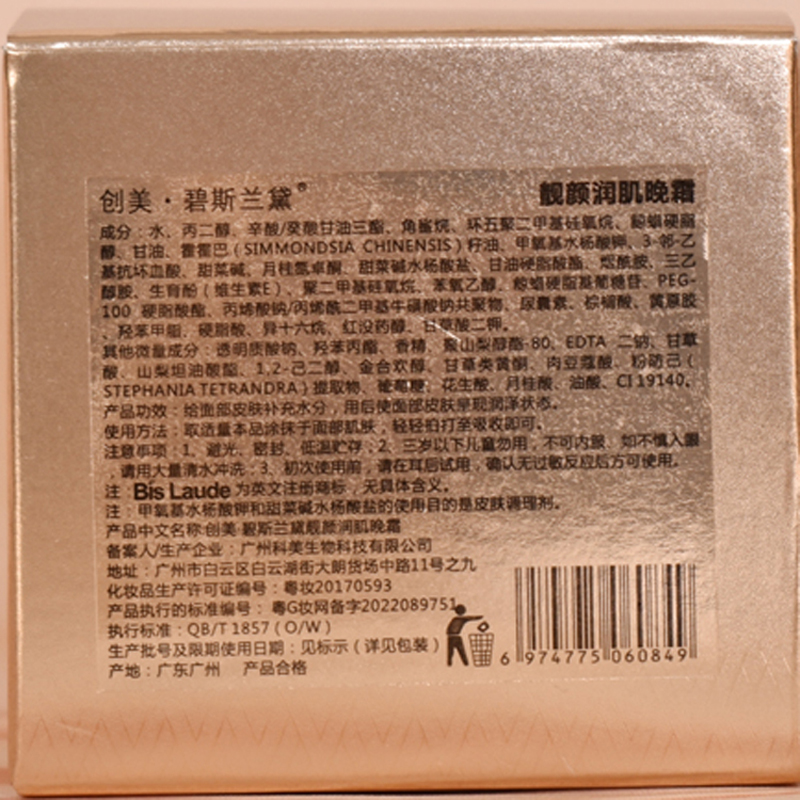 创美·碧斯兰黛®
靓颜润肌晚霜
成分：水、丙二醇、辛酸/癸酸甘油三酯、角鲨烷、环五聚二甲基硅氧烷、鲸蜡硬脂
醇、甘油、霍霍巴（SIMMONDSIA CHINENSIS）籽油、甲氧基水杨酸钾、3-邻-乙
基抗坏血酸、甜菜碱、月桂氮卓酮、甜菜碱水杨酸盐、甘油硬脂酸酯、烟酰胺、三乙
醇胺、生育酚（维生素E）、聚二甲基硅氧烷、苯氧乙醇、鲸蜡硬脂基葡糖苷、PEG-
100 硬脂酸酯、丙烯酸钠/丙烯酰二甲基牛磺酸钠共聚物、尿囊素、棕榈酸、黄原胶
、羟苯甲酯、硬脂酸、异十六烷、红没药醇、甘草酸二钾。
其他微量成分：透明质酸钠、羟苯丙酯、香精、聚山梨醇酯-80、EDTA 二钠、甘草
酸、山梨坦油酸酯、1,2-己二醇、金合欢醇、甘草类黄酮、肉豆蔻酸、粉防己（
STEPHANIA TETRANDRA）提取物、葡萄糖、花生酸、月桂酸、油酸、CI 19140。
产品功效：给面部皮肤补充水分，用后使面部皮肤呈现润泽状态。
使用方法：取适量本品涂抹于面部肌肤，轻轻拍打至吸收即可。
注意事项：1、避光、密封、低温贮存；2、三岁以下儿童勿用，不可内服，如不慎入眼
，请用大量清水冲洗；3、初次使用前，请在耳后试用，确认无过敏反应后方可使用。
注：Bis Laude 为英文注册商标，无具体含义。
注：甲氧基水杨酸钾和甜菜碱水杨酸盐的使用目的是皮肤调理剂。
产品中文名称:创美·碧斯兰黛靓颜润肌晚霜
备案人/生产企业：广州科美生物科技有限公司
地址：广州市白云区白云湖街大朗货场中路11号之九
化妆品生产许可证编号：粤妆20170593
产品执行的标准编号：粤G妆网备字2022089751
执行标准：QB/T 1857（O/W）
生产批号及限期使用日期：见标示（详见包装）
产地：广东广州 产品合格
6 974775 060849